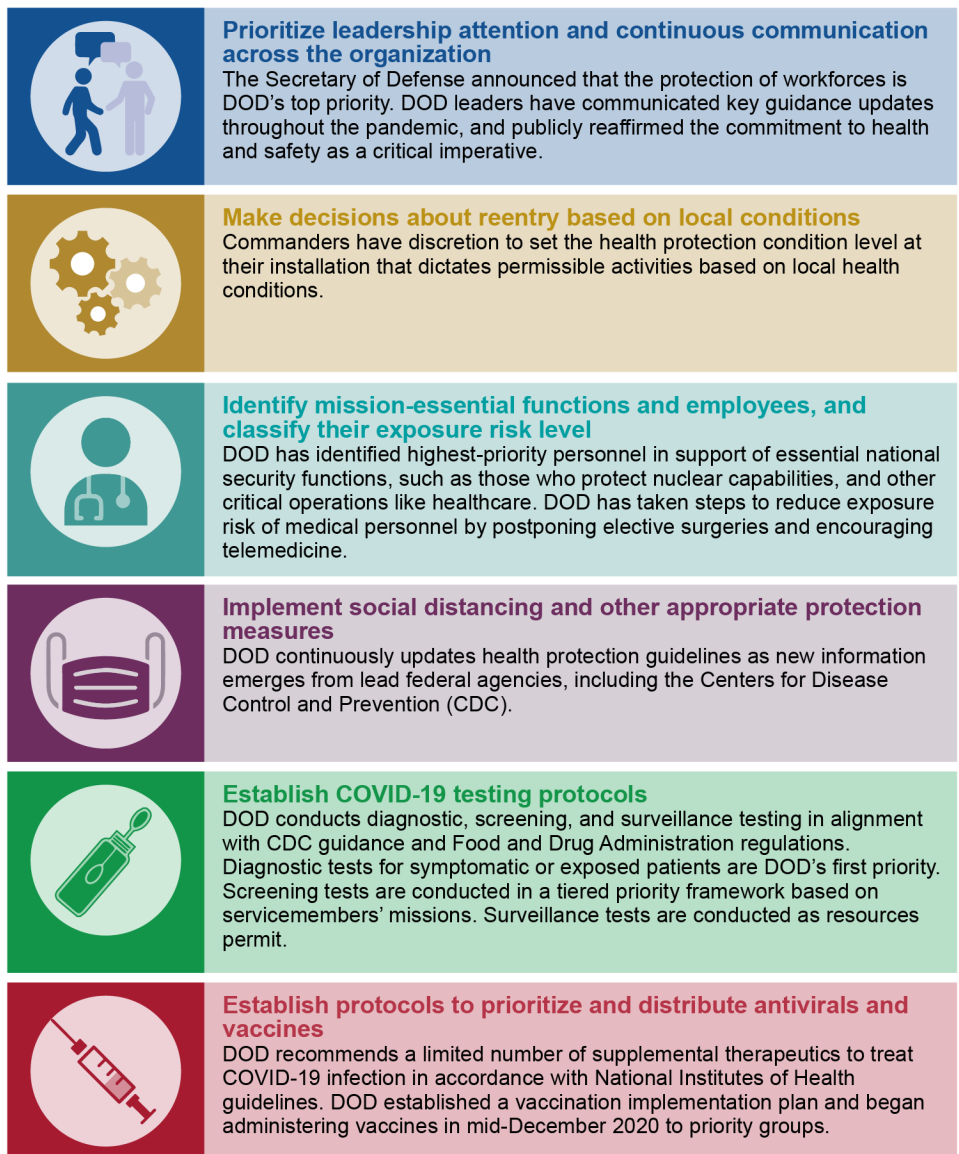 Prioritize leadership attention and continuous communication
across the organization
The Secretary of Defense announced that the protection of workforces is
DOD’s top priority. DOD leaders have communicated key guidance updates
throughout the pandemic, and publicly reaffirmed the commitment to health
and safety as a critical imperative.
Make decisions about reentry based on local conditions
Commanders have discretion to set the health protection condition level at
their installation that dictates permissible activities based on local health
conditions.
Identify mission-essential functions and employees, and
classify their exposure risk level
DOD has identified highest-priority personnel in support of essential national
security functions, such as those who protect nuclear capabilities, and other
critical operations like healthcare. DOD has taken steps to reduce exposure
risk of medical personnel by postponing elective surgeries and encouraging
telemedicine.
Implement social distancing and other appropriate protection
measures
DOD continuously updates health protection guidelines as new information
emerges from lead federal agencies, including the Centers for Disease
Control and Prevention (CDC).
Establish COVID-19 testing protocols
DOD conducts diagnostic, screening, and surveillance testing in alignment
with CDC guidance and Food and Drug Administration regulations.
Diagnostic tests for symptomatic or exposed patients are DOD’s first priority.
Screening tests are conducted in a tiered priority framework based on
servicemembers’ missions. Surveillance tests are conducted as resources
permit.
Establish protocols to prioritize and distribute antivirals and
vaccines
DOD recommends a limited number of supplemental therapeutics to treat
COVID-19 infection in accordance with National Institutes of Health
guidelines. DOD established a vaccination implementation plan and began
administering vaccines in mid-December 2020 to priority groups.